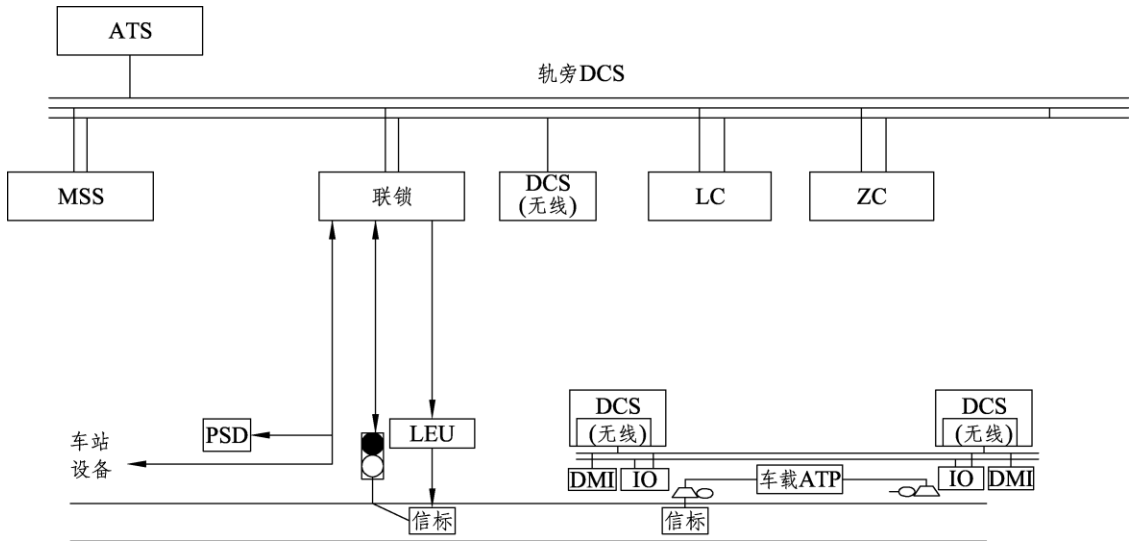 ATS
轨旁DCS
MSS
联锁
DCS
(无线)
LC
ZC
PSD
车站
设备
LEU
信标
DCS
(无线)
DMI
IO
车载ATP
信标
DCS
(无线)
IO
DMI